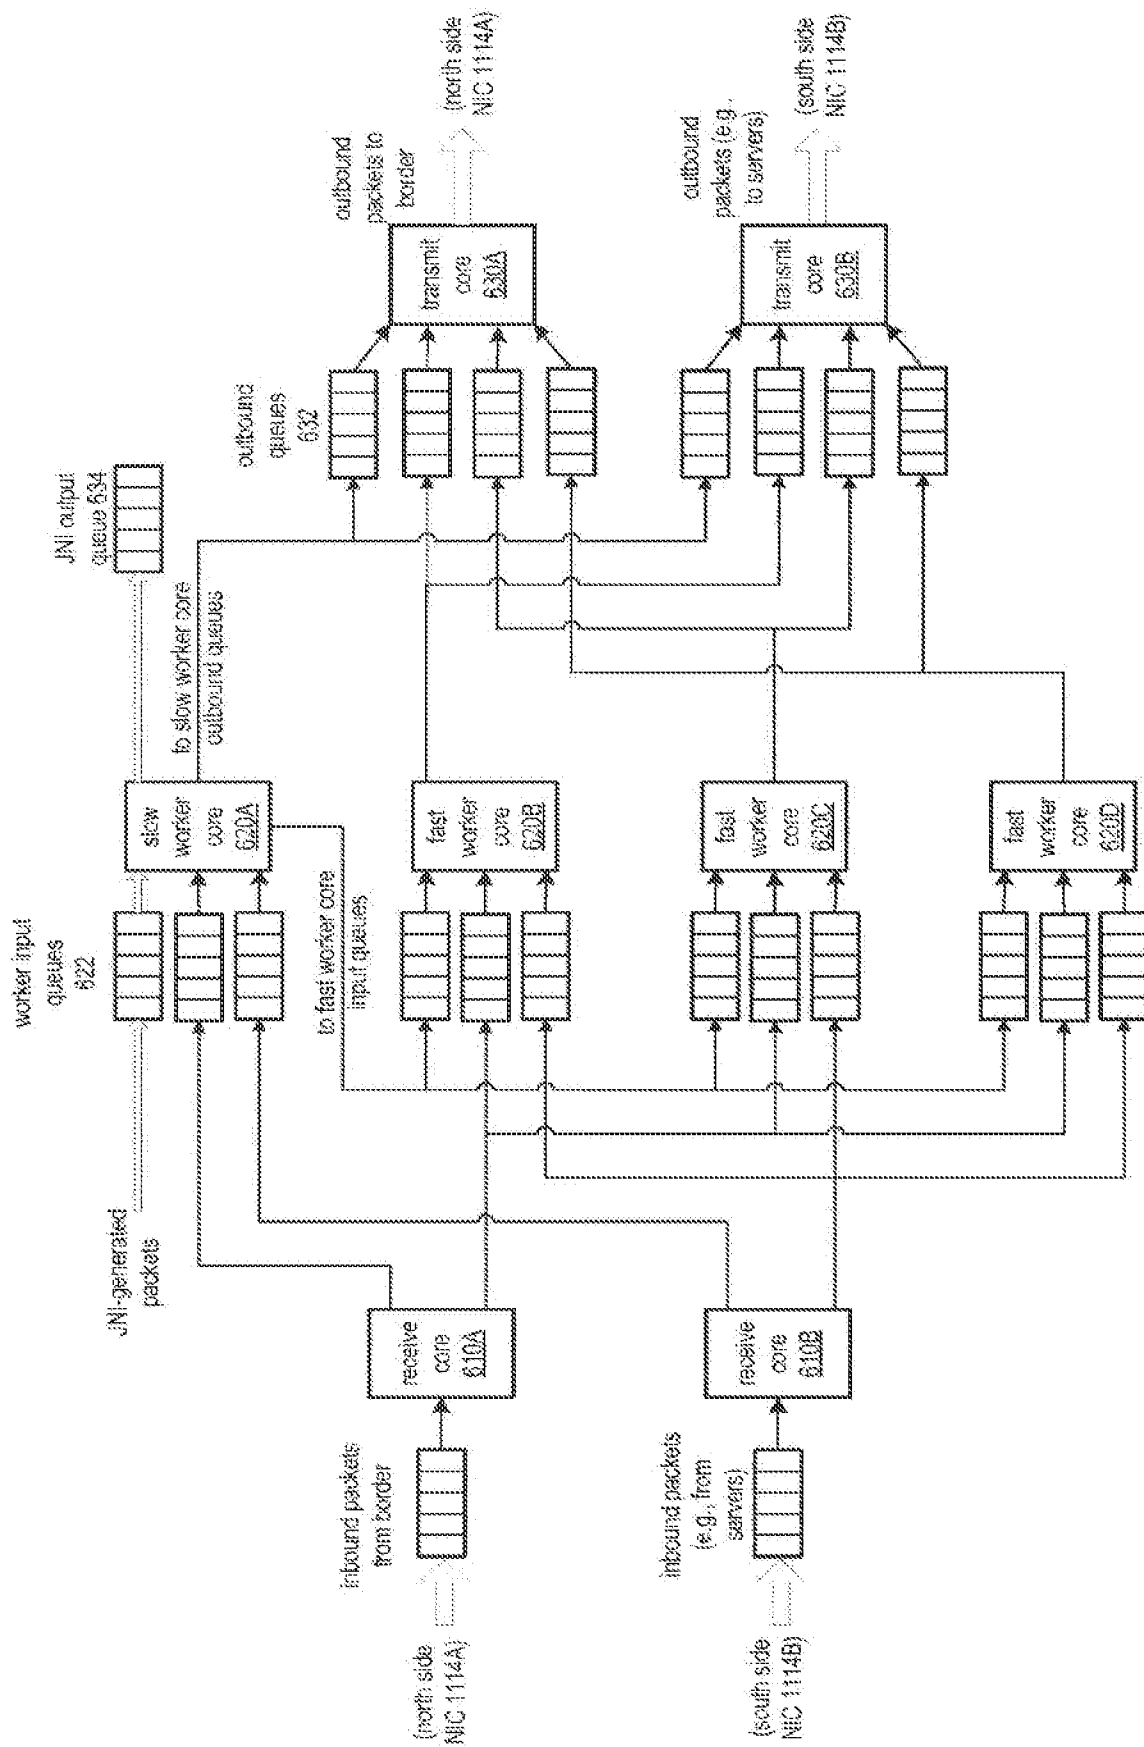 JNI-generated
packets
worker input
queues
622
slow
worker
core
620A
JNI output
queue 634
to slow worker core
outbound queues
to fast worker core
input queues
outbound
queues
632
(north side
NIC 1114A)
inbound packets
from border
receive
core
610A
fast
worker
core
620B
transmit
core
630A
outbound
packets to
border
(north side
NIC 1114A)
(south side
NIC 1114B)
inbound packets
(e.g., from
servers)
receive
core
610B
fast
worker
core
620C
transmit
core
630B
outbound
packets (e.g.,
to servers)
(south side
NIC 1114B)
fast
worker
core
620D